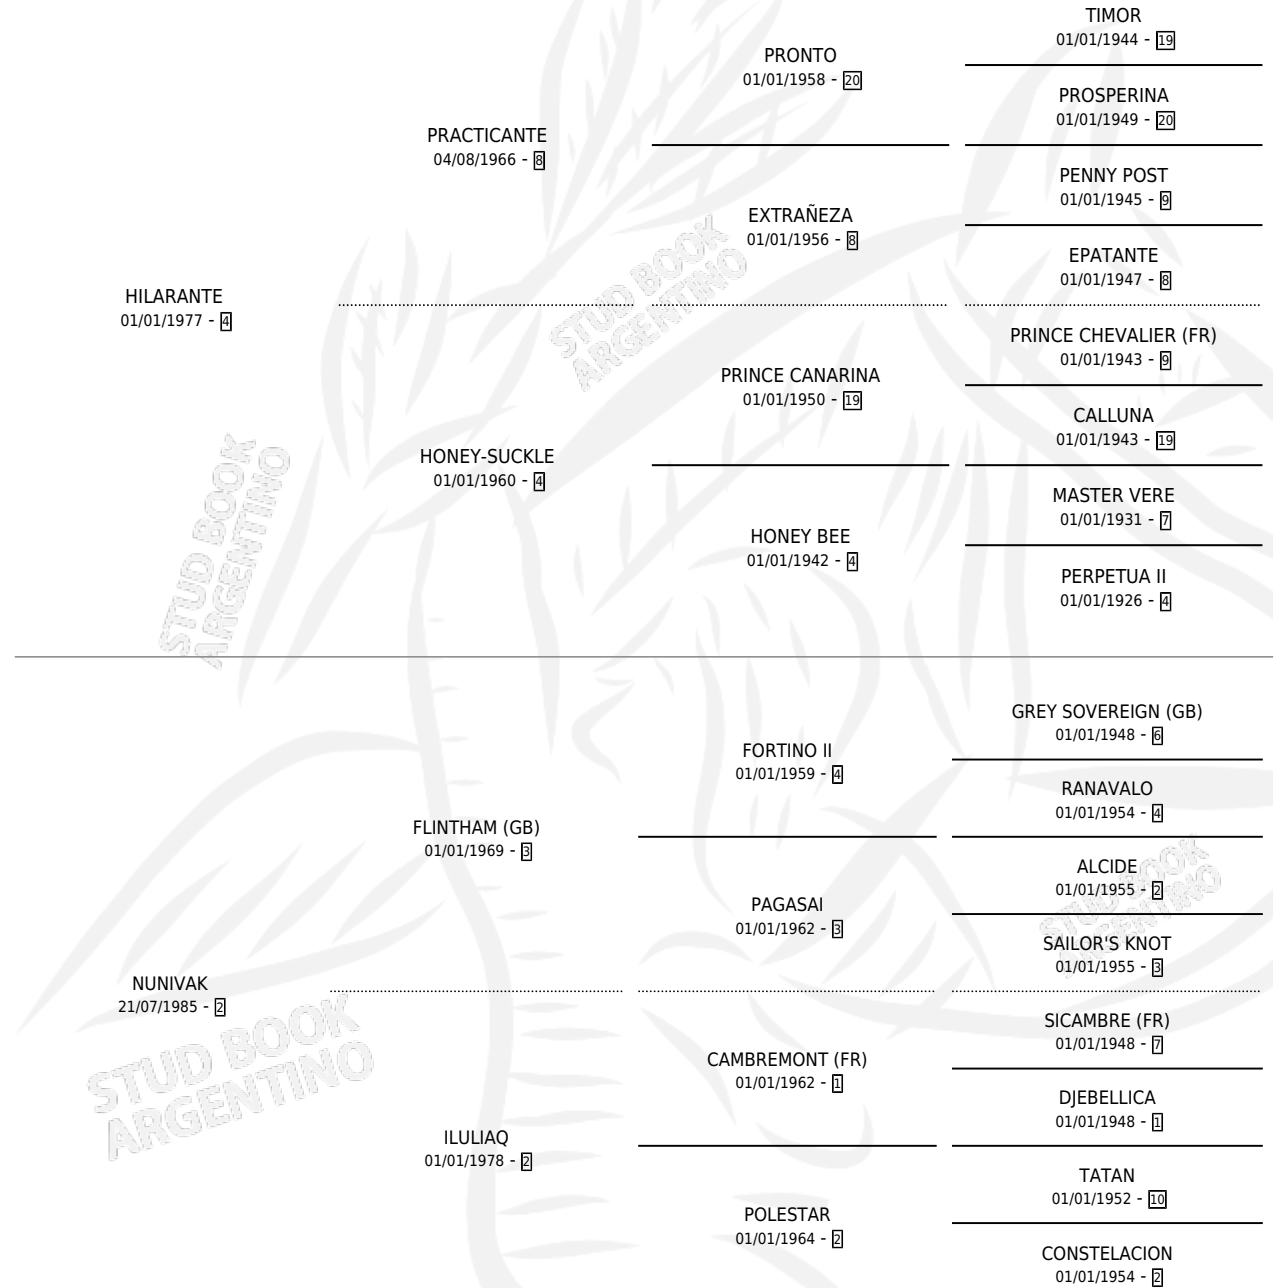 TIMOR
01/01/1944 - 19
PRONTO
01/01/1958 - 20
PROSPERINA
01/01/1949 - 20
PRACTICANTE
04/08/1966 - 8
PENNY POST
01/01/1945 - 9
EXTRAÑEZA
01/01/1956 - 8
EPATANTE
01/01/1947 - 8
HILARANTE
01/01/1977 - 4
STUD BOOK
ARGENTINO
PRINCE CHEVALIER (FR)
01/01/1943 - 9
PRINCE CANARINA
01/01/1950 - 19
CALLUNA
01/01/1943 - 19
HONEY-SUCKLE
01/01/1960 - 4
MASTER VERE
01/01/1931 - 7
HONEY BEE
01/01/1942 - 4
PERPETUA II
01/01/1926 - 4
STUD BOOK
ARGENTINO
GREY SOVEREIGN (GB)
01/01/1948 - 6
FORTINO II
01/01/1959 - 4
RANAVALO
01/01/1954 - 4
FLINTHAM (GB)
01/01/1969 - 3
ALCIDE
01/01/1955 - 2
PAGASAI
01/01/1962 - 3
STUD BOOK
ARGENTINO
SAILOR'S KNOT
01/01/1955 - 3
NUNIVAK
21/07/1985 - 2
SICAMBRE (FR)
01/01/1948 - 7
CAMBREMONT (FR)
01/01/1962 - 1
DJEBELLICA
01/01/1948 - 1
STUD BOOK
ARGENTINO
ILULIAQ
01/01/1978 - 2
TATAN
01/01/1952 - 10
POLESTAR
01/01/1964 - 2
CONSTELACION
01/01/1954 - 2